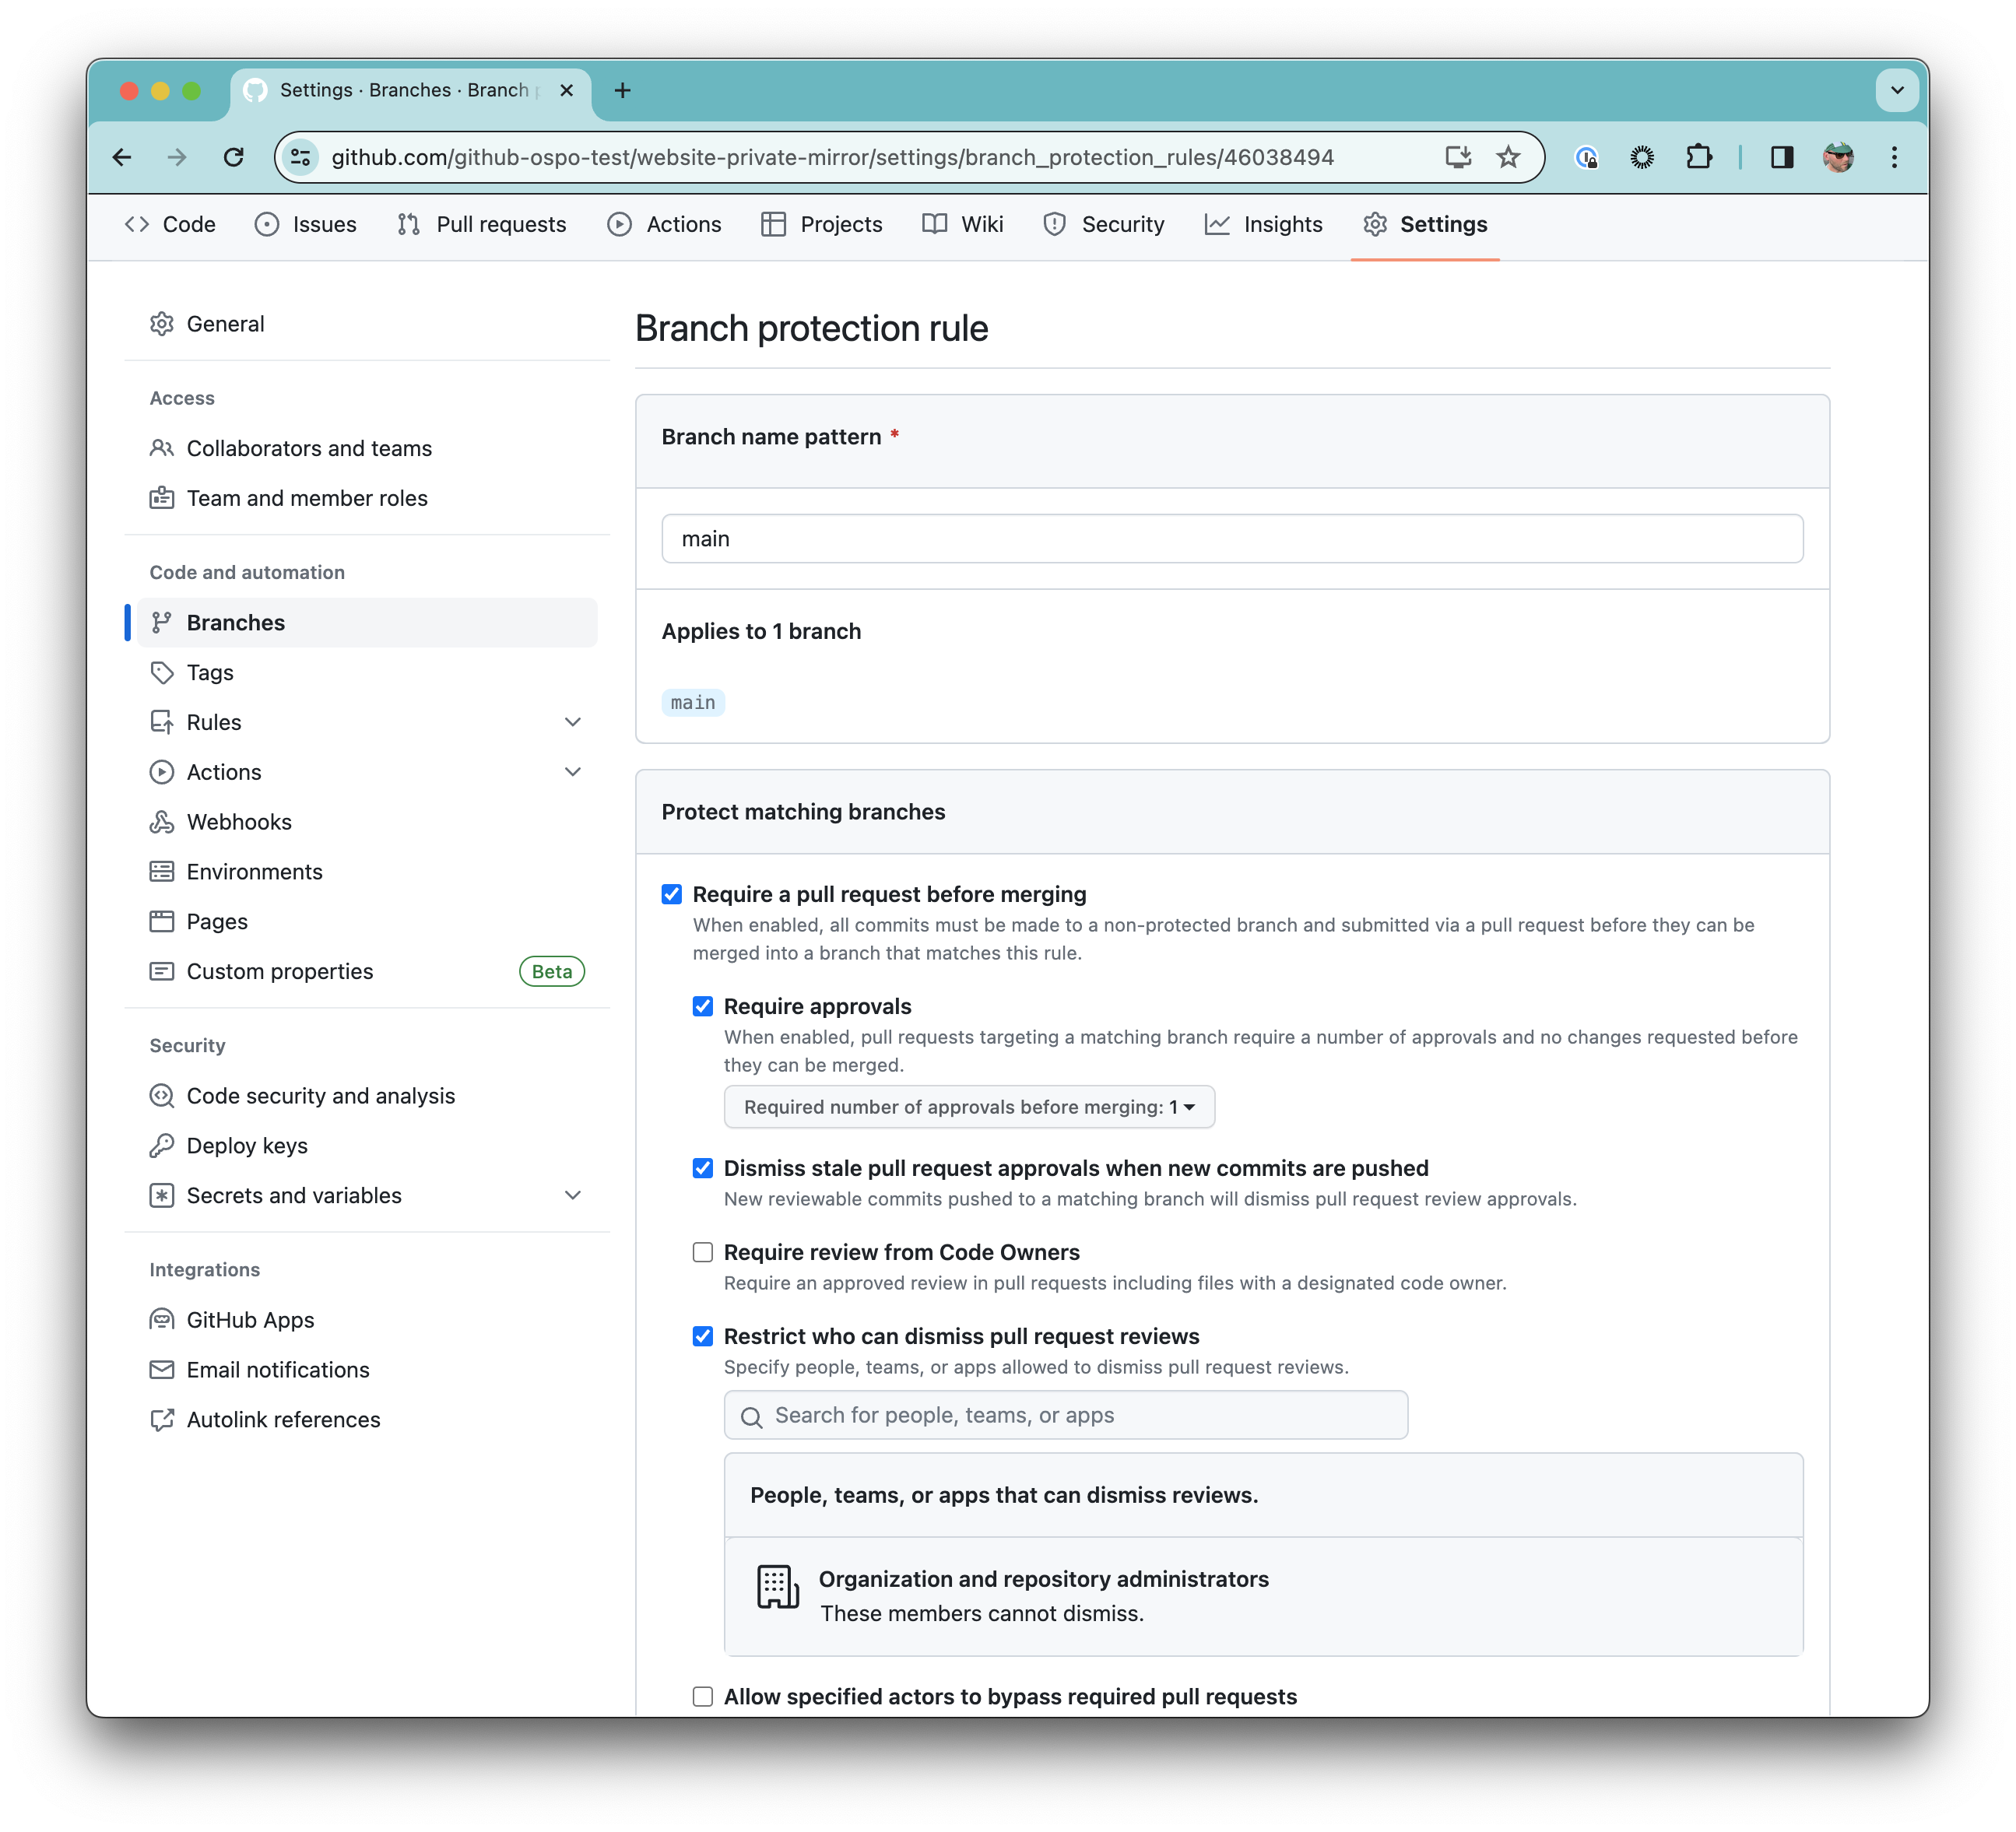 Settings · Branches · Branch
github.com/github-ospo-test/website-private-mirror/settings/branch_protection_rules/46038494
Code
Issues
Pull requests
Actions
Projects
Wiki
Security
Insights
Settings
General
Access
Collaborators and teams
Team and member roles
Code and automation
Branches
Tags
Rules
Actions
Webhooks
Environments
Pages
Custom properties
Beta
Security
Code security and analysis
Deploy keys
Secrets and variables
Integrations
GitHub Apps
Email notifications
Autolink references
Branch protection rule
Branch name pattern *
main
Applies to 1 branch
main
Protect matching branches
Require a pull request before merging
When enabled, all commits must be made to a non-protected branch and submitted via a pull request before they can be
merged into a branch that matches this rule.
Require approvals
When enabled, pull requests targeting a matching branch require a number of approvals and no changes requested before
they can be merged.
Required number of approvals before merging: 1
Dismiss stale pull request approvals when new commits are pushed
New reviewable commits pushed to a matching branch will dismiss pull request review approvals.
Require review from Code Owners
Require an approved review in pull requests including files with a designated code owner.
Restrict who can dismiss pull request reviews
Specify people, teams, or apps allowed to dismiss pull request reviews.
Search for people, teams, or apps
People, teams, or apps that can dismiss reviews.
Organization and repository administrators
These members cannot dismiss.
Allow specified actors to bypass required pull requests